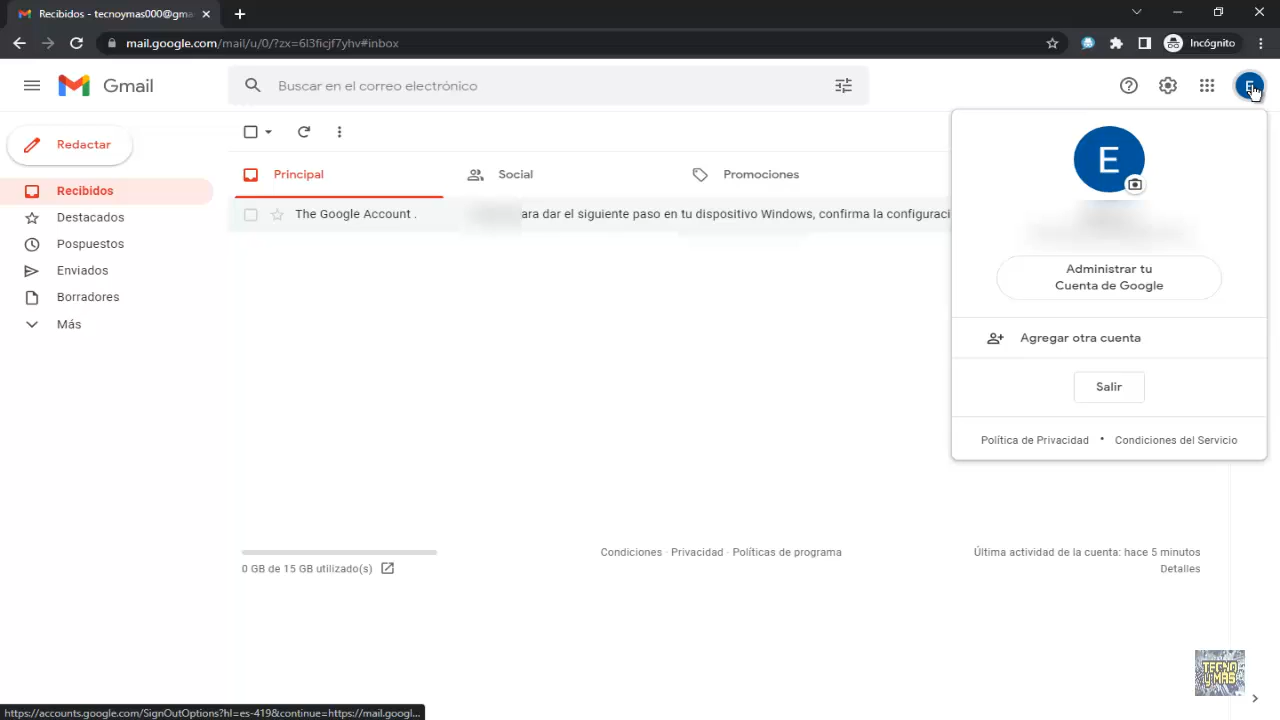 Recibidos - tecnoymas000@gma
mail.google.com/mail/u/0/?zx=6l3ficjf7yhv#inbox
Incógnito
Gmail
Buscar en el correo electrónico
E
Redactar
Recibidos
Destacados
Pospuestos
Enviados
Borradores
Más
Principal
Social
Promociones
The Google Account .
ara dar el siguiente paso en tu dispositivo Windows, confirma la configuraci
E
Administrar tu
Cuenta de Google
Agregar otra cuenta
Salir
Política de Privacidad • Condiciones del Servicio
0 GB de 15 GB utilizado(s)
Condiciones · Privacidad · Políticas de programa
Última actividad de la cuenta: hace 5 minutos
Detalles
TECNO
y MAS
https://accounts.google.com/SignOutOptions?hl=es-419&continue=https://mail.googl...